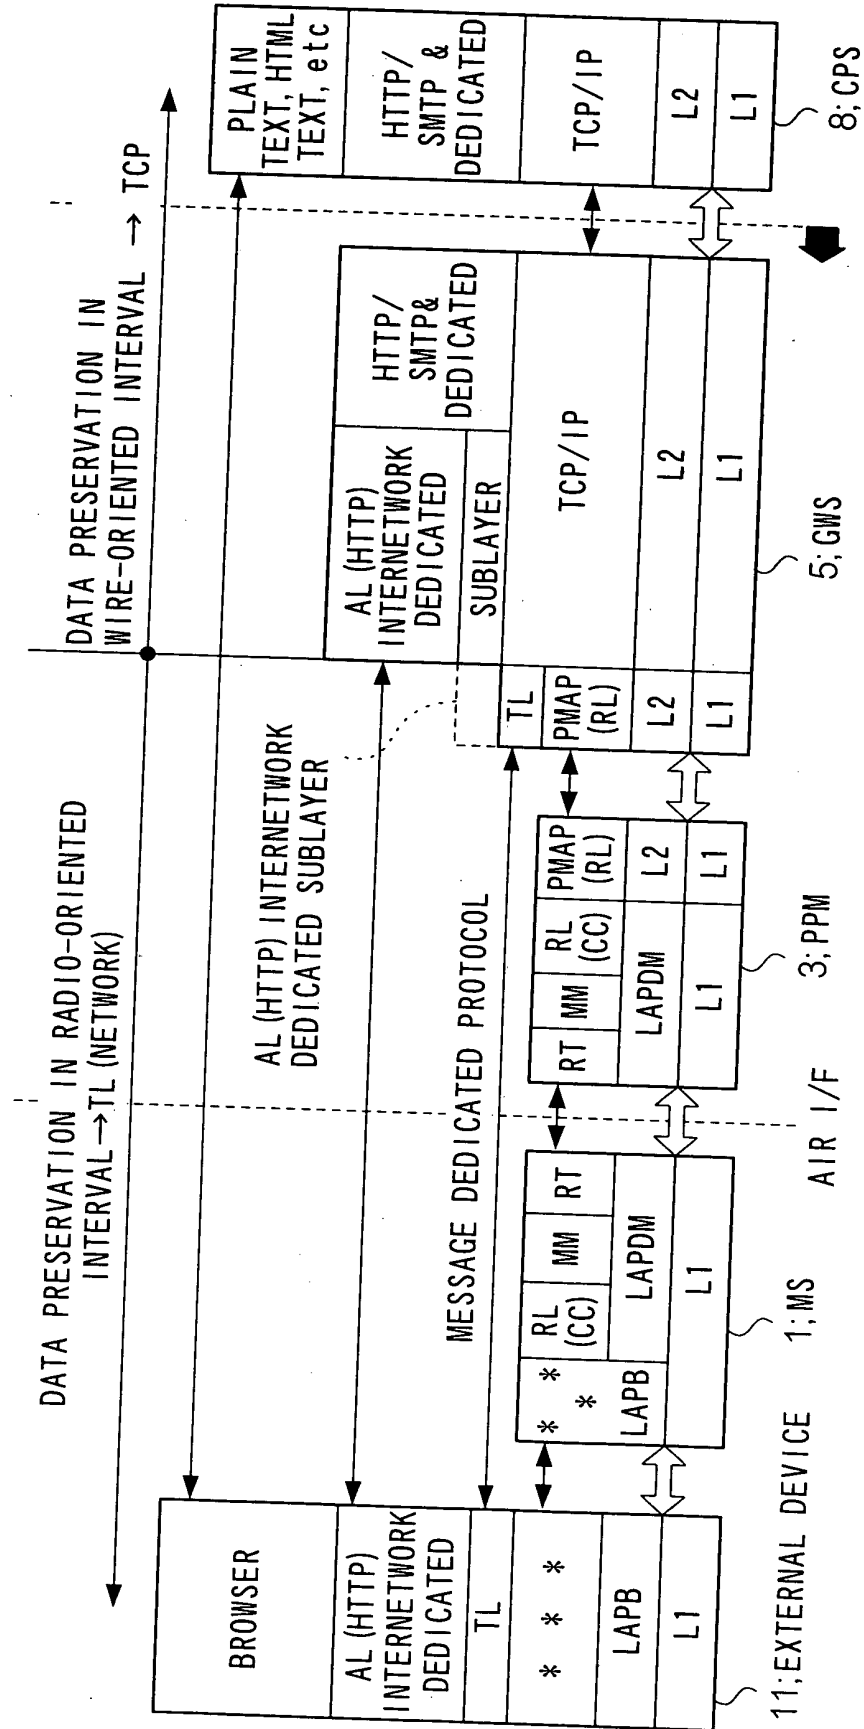 DATA PRESERVATION IN RADIO-ORIENTED
INTERVAL→TL (NETWORK)
DATA PRESERVATION IN
WIRE-ORIENTED INTERVAL → TCP
AL (HTTP) INTERNETWORK
DEDICATED SUBLAYER
MESSAGE DEDICATED PROTOCOL
BROWSER
AL (HTTP)
INTERNETWORK
DEDICATED
TL
* * *
LAPB
L1
11;EXTERNAL DEVICE
* * *
LAPB
RL
(CC)
MM
RT
LAPDM
L1
1;MS
AIR I/F
RT
MM
RL
(CC)
PMAP
(RL)
LAPDM
L2
L1
L1
3;PPM
TL
PMAP
(RL)
L2
L1
AL (HTTP)
INTERNETWORK
DEDICATED
SUBLAYER
HTTP/
SMTP&
DEDICATED
TCP/IP
L2
L1
5;GWS
PLAIN
TEXT, HTML
TEXT, etc
HTTP/
SMTP &
DEDICATED
TCP/IP
L2
L1
8;CPS